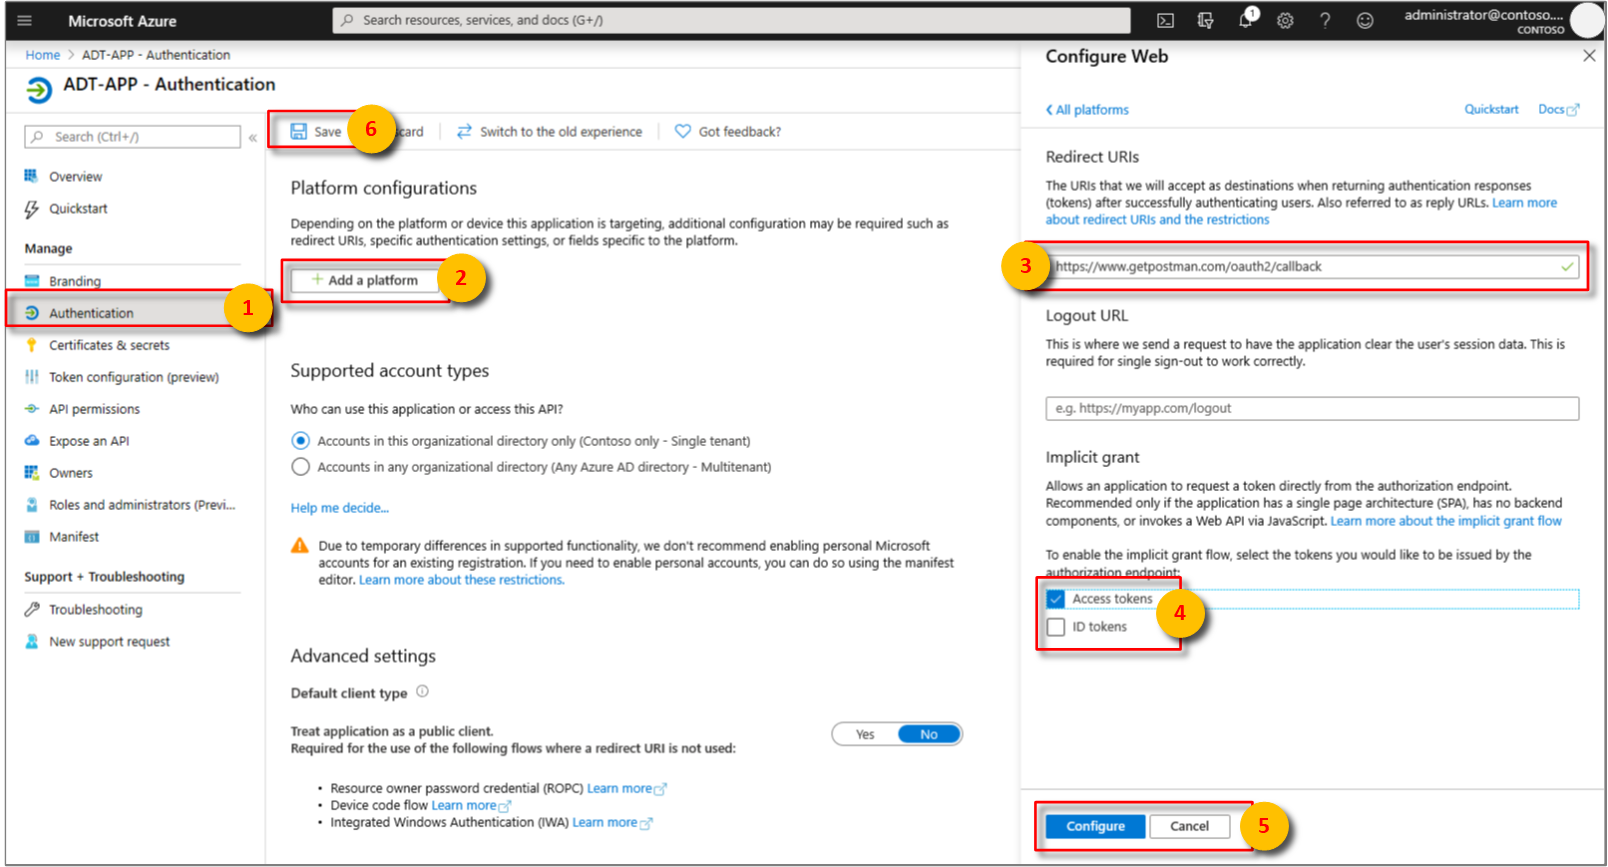 Microsoft Azure
Search resources, services, and docs (G+/)
1
administrator@contoso....
CONTOSO
Home > ADT-APP - Authentication
ADT-APP - Authentication
Search (Ctrl+/)
«
Overview
Quickstart
Manage
Branding
Authentication
1
Certificates & secrets
Token configuration (preview)
API permissions
Expose an API
Owners
Roles and administrators (Previ...
Manifest
Support + Troubleshooting
Troubleshooting
New support request
Save
6
card
Switch to the old experience
Got feedback?
Platform configurations
Depending on the platform or device this application is targeting, additional configuration may be required such as
redirect URIs, specific authentication settings, or fields specific to the platform.
+ Add a platform
2
Supported account types
Who can use this application or access this API?
Accounts in this organizational directory only (Contoso only - Single tenant)
Accounts in any organizational directory (Any Azure AD directory - Multitenant)
Help me decide...
Due to temporary differences in supported functionality, we don't recommend enabling personal Microsoft
accounts for an existing registration. If you need to enable personal accounts, you can do so using the manifest
editor. Learn more about these restrictions.
Advanced settings
Default client type
Treat application as a public client.
Required for the use of the following flows where a redirect URI is not used:
Yes No
• Resource owner password credential (ROPC) Learn more
• Device code flow Learn more
• Integrated Windows Authentication (IWA) Learn more
Configure Web
All platforms
Quickstart
Docs
Redirect URIs
The URIs that we will accept as destinations when returning authentication responses
(tokens) after successfully authenticating users. Also referred to as reply URLs. Learn more
about redirect URIs and the restrictions
3
https://www.getpostman.com/oauth2/callback
Logout URL
This is where we send a request to have the application clear the user's session data. This is
required for single sign-out to work correctly.
e.g. https://myapp.com/logout
Implicit grant
Allows an application to request a token directly from the authorization endpoint.
Recommended only if the application has a single page architecture (SPA), has no backend
components, or invokes a Web API via JavaScript. Learn more about the implicit grant flow
To enable the implicit grant flow, select the tokens you would like to be issued by the
authorization endpoint:
Access tokens
ID tokens
4
Configure
Cancel
5